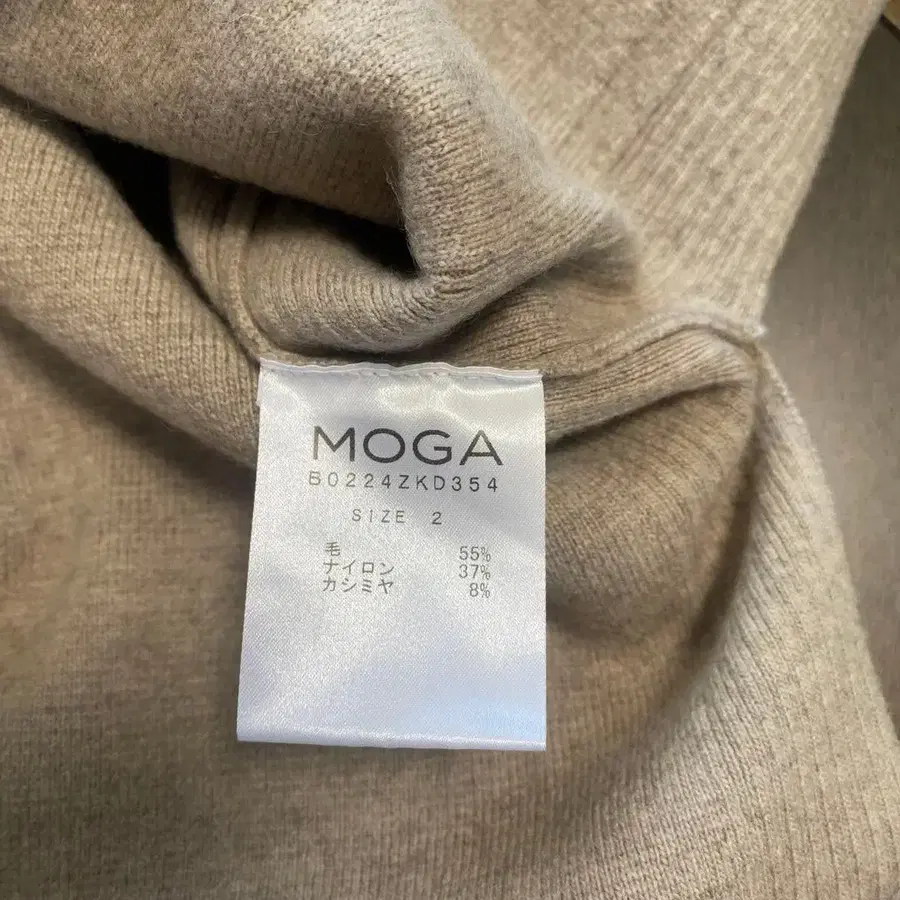 MOGA
B0224ZKD354
SIZE 2
毛 55%
ナイロン 37%
カシミヤ 8%